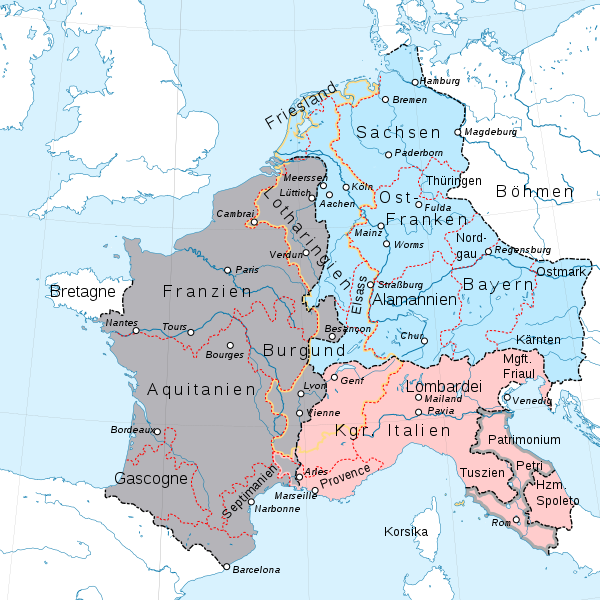 Hamburg
Friesland
Bremen
Sachsen
Magdeburg
Paderborn
Meerssen
Köln
Thüringen
Böhmen
Lüttich
Aachen
Ost-
Franken
Fulda
Lotharingien
Cambrai
Mainz
Worms
Nord-
gau
Regensburg
Verdun
Paris
Ostmark
Bretagne
Franzien
Elsass
Straßburg
Alamannien
Bayern
Nantes
Tours
Besançon
Chur
Kärnten
Bourges
Burgund
Mgft.
Friaul
Aquitanien
Lyon
Genf
Lombardei
Mailand
Venedig
Vienne
Pavia
Bordeaux
Kgr. Italien
Patrimonium
Petri
Gascogne
Septimanien
Arles
Provence
Tuszien
Hzm.
Spoleto
Marseille
Narbonne
Rom
Korsika
Barcelona